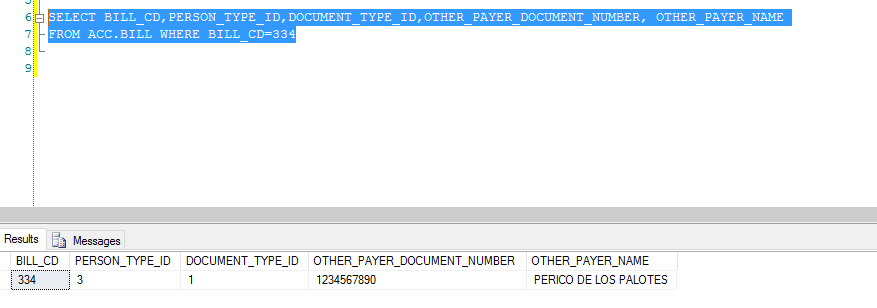 6 SELECT BILL_CD,PERSON_TYPE_ID,DOCUMENT_TYPE_ID,OTHER_PAYER_DOCUMENT_NUMBER, OTHER_PAYER_NAME
7 FROM ACC.BILL WHERE BILL_CD=334
8
9
Results Messages
BILL_CD PERSON_TYPE_ID DOCUMENT_TYPE_ID OTHER_PAYER_DOCUMENT_NUMBER OTHER_PAYER_NAME
334 3 1 1234567890 PERICO DE LOS PALOTES